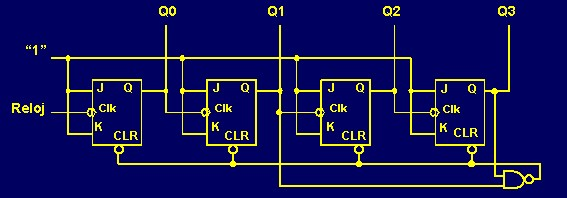 Q0 Q1 Q2 Q3
“1”
J Q J Q J Q J Q
Reloj Clk Clk Clk Clk
K K K K
CLR CLR CLR CLR